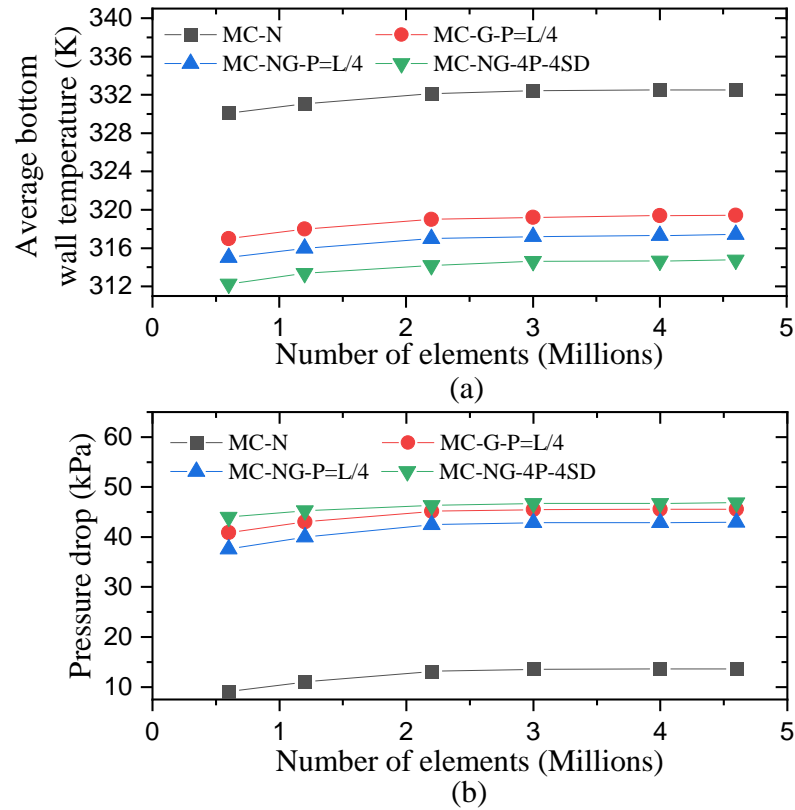 MC-N MC-G-P=L/4
MC-NG-P=L/4 MC-NG-4P-4SD
Average bottom
wall temperature (K)
340
336
332
328
324
320
316
312
0 1 2 3 4 5
Number of elements (Millions)
(a)
MC-N MC-G-P=L/4
MC-NG-P=L/4 MC-NG-4P-4SD
Pressure drop (kPa)
60
50
40
30
20
10
0 1 2 3 4 5
Number of elements (Millions)
(b)